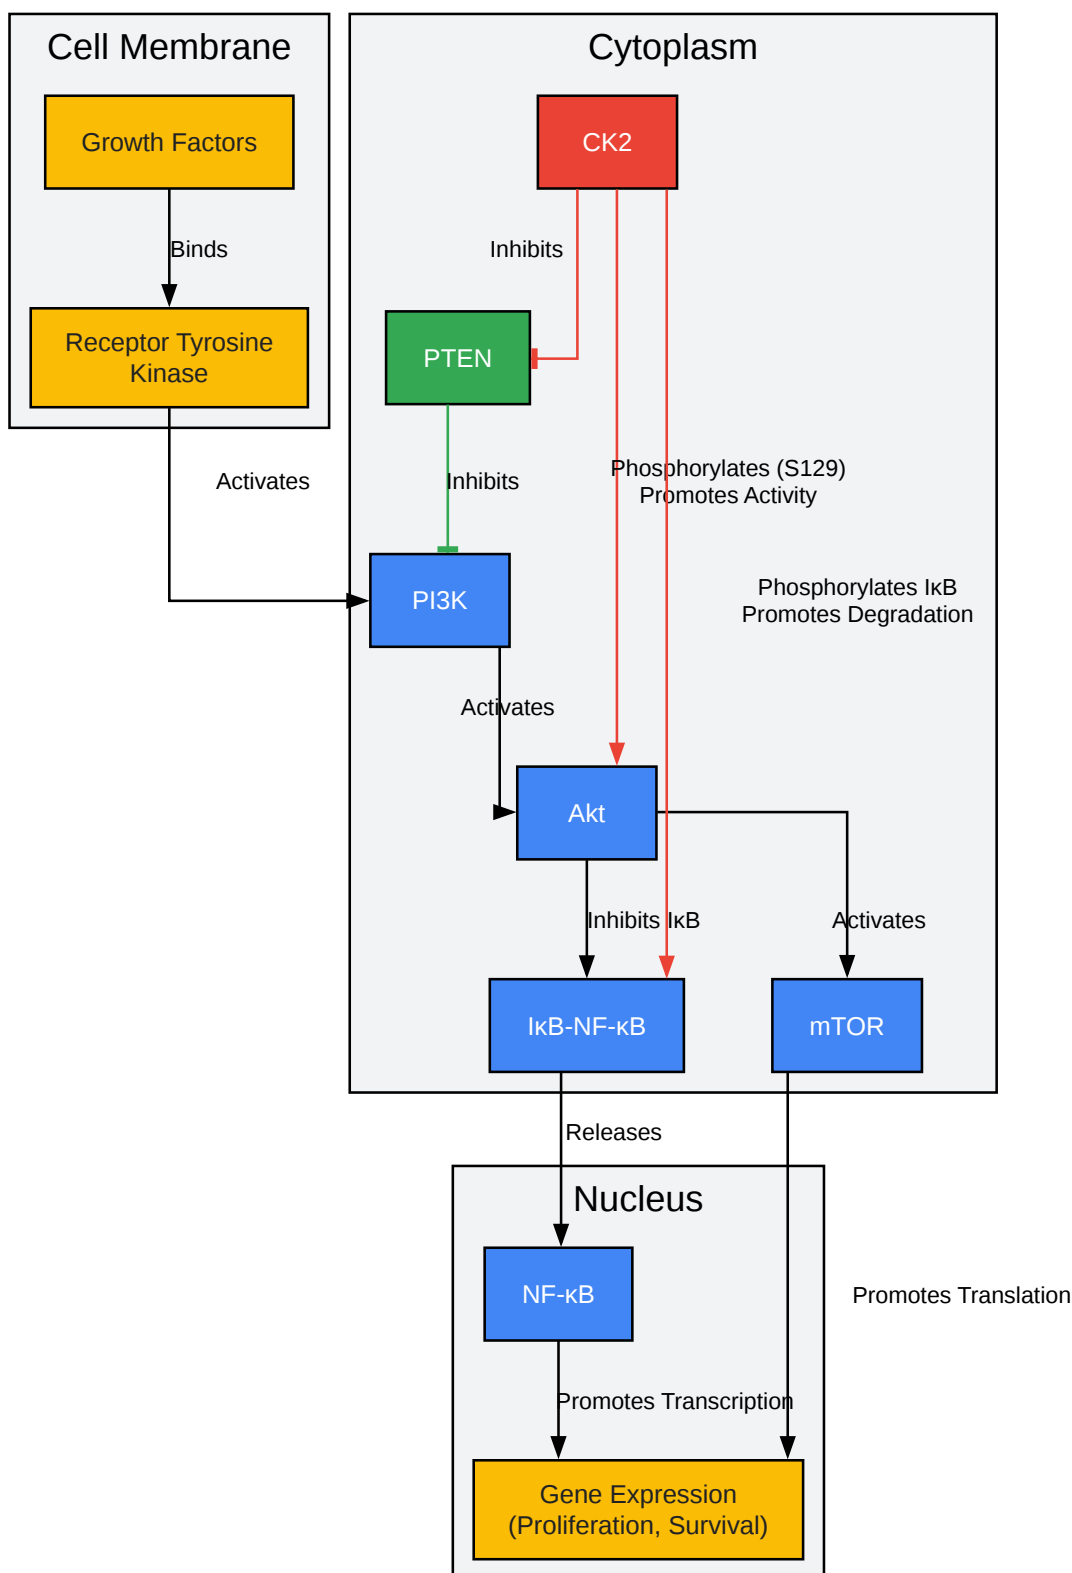 Cell Membrane
Cytoplasm
Growth Factors
CK2
Binds
Inhibits
Receptor Tyrosine
Kinase
PTEN
Activates
Inhibits
Phosphorylates (S129)
Promotes Activity
PI3K
Phosphorylates IκB
Promotes Degradation
Activates
Akt
Inhibits IκB
Activates
IκB-NF-κB
mTOR
Releases
Nucleus
NF-κB
Promotes Translation
Promotes Transcription
Gene Expression
(Proliferation, Survival)